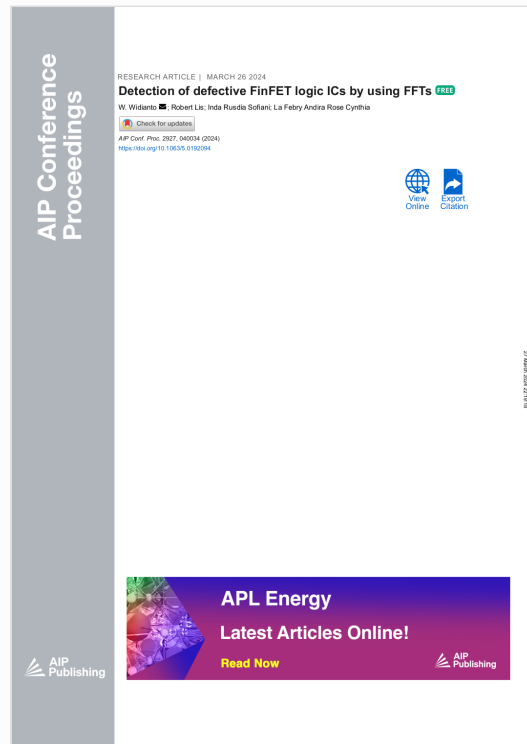 AIP Conference
Proceedings
RESEARCH ARTICLE | MARCH 26 2024
Detection of defective FinFET logic ICs by using FFTs FREE
W. Widianto ; Robert Lis; Inda Rusdia Sofiani; La Febry Andira Rose Cynthia
Check for updates
AIP Conf. Proc. 2927, 040034 (2024)
https://doi.org/10.1063/5.0192094
View
Online
Export
Citation
APL Energy
Latest Articles Online!
Read Now
AIP
Publishing
AIP
Publishing